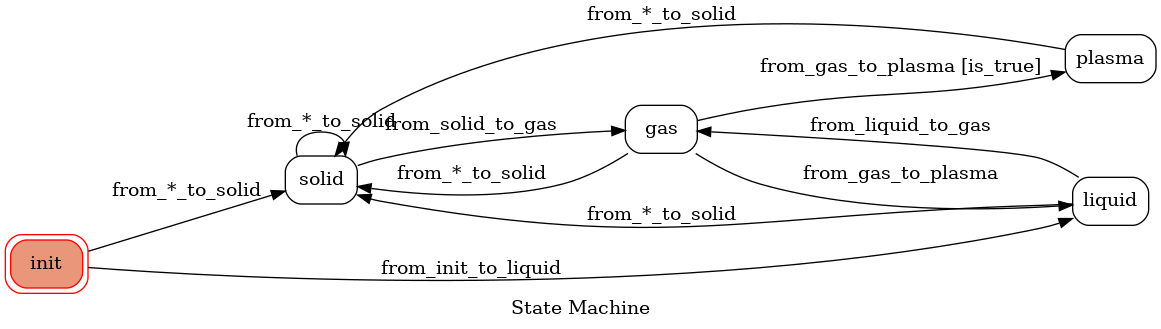 from_*_to_solid
plasma
from_gas_to_plasma [is_true]
from_*_to_solid
from_solid_to_gas
gas
from_liquid_to_gas
from_*_to_solid
from_gas_to_plasma
solid
from_*_to_solid
liquid
from_*_to_solid
init
from_init_to_liquid
State Machine